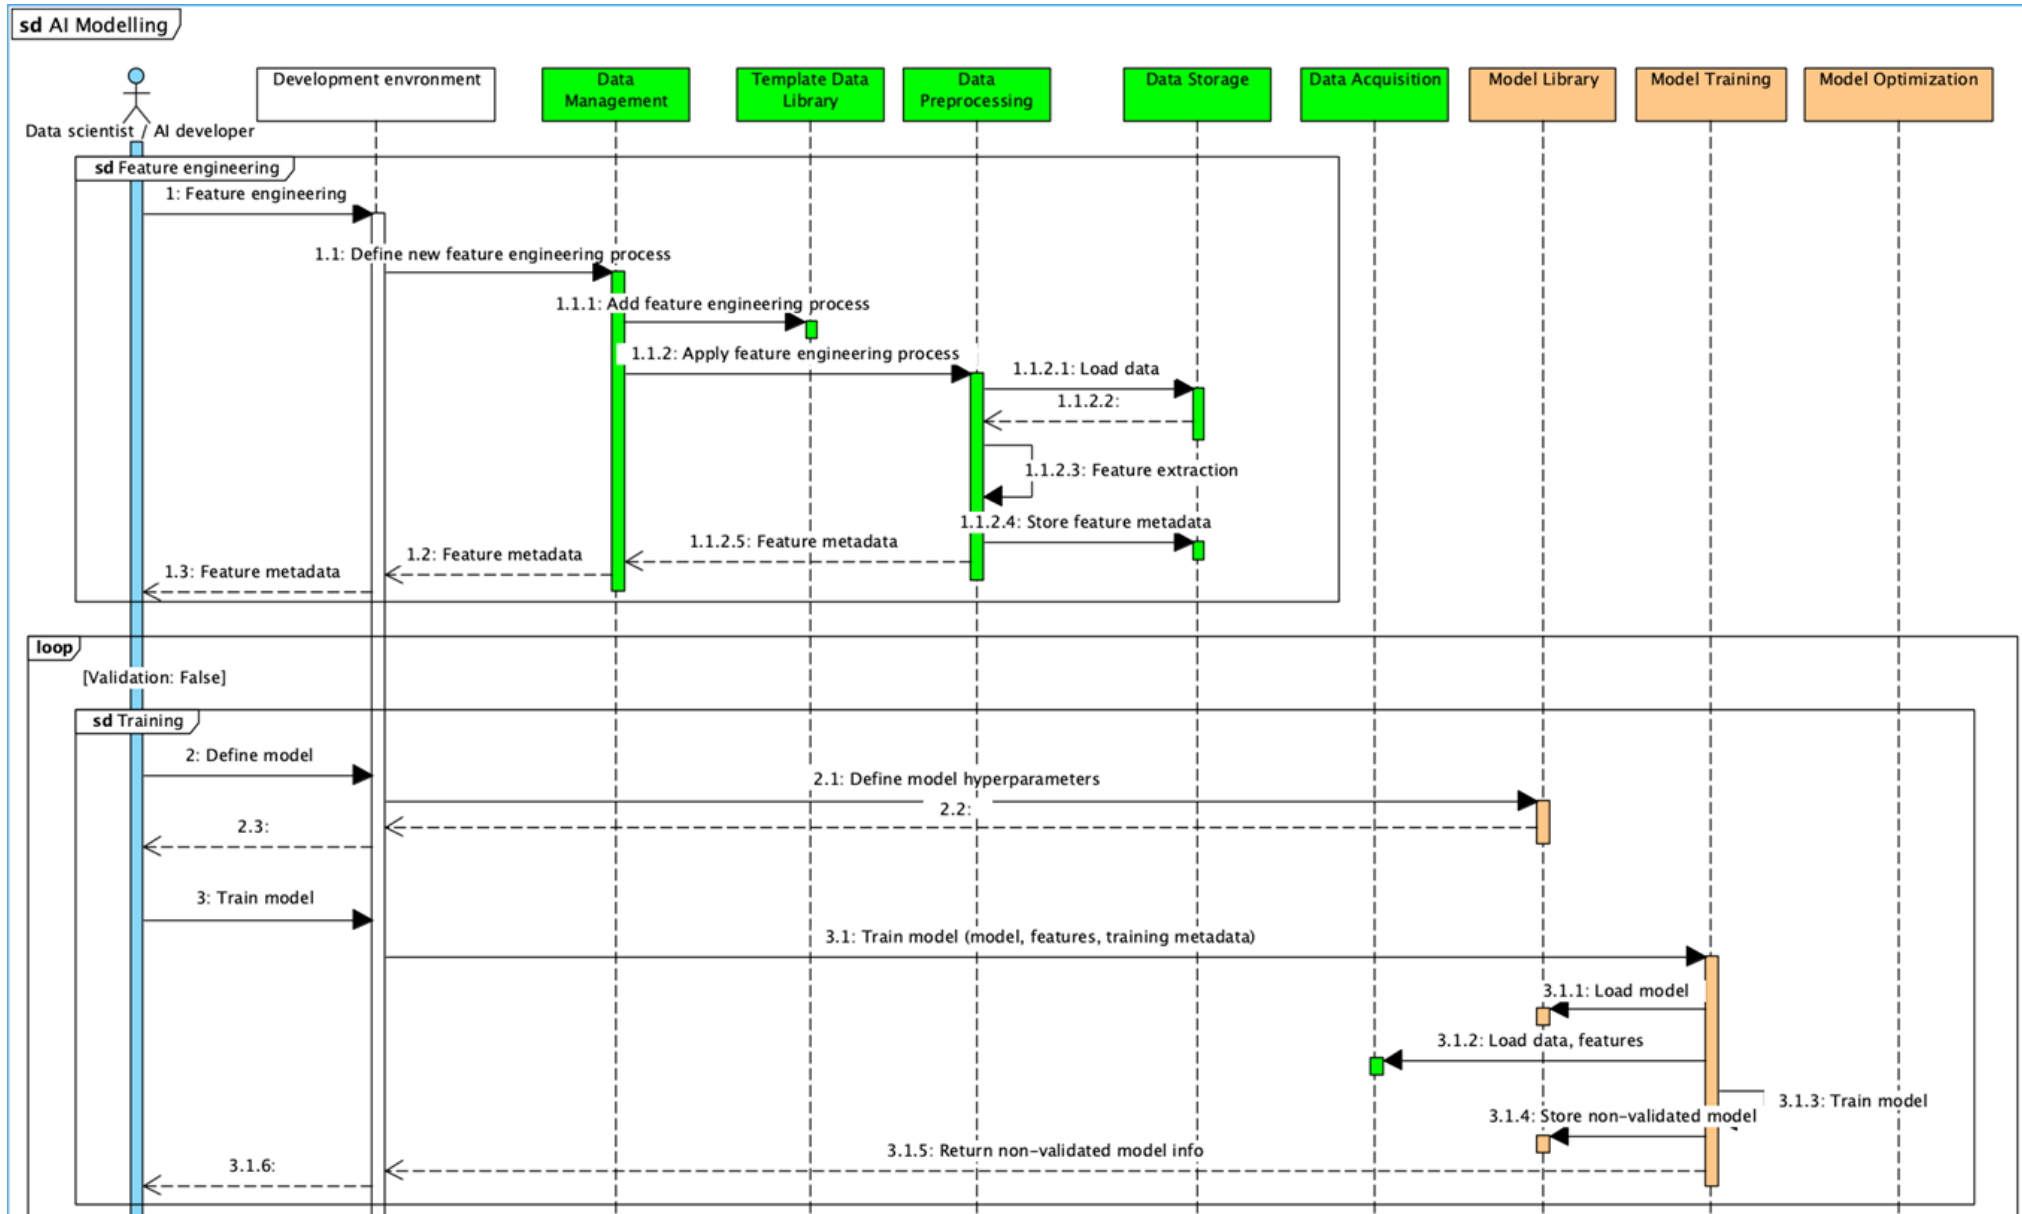 sd AI Modelling
Data scientist / AI developer
Development envronment
Data
Management
Template Data
Library
Data
Preprocessing
Data Storage
Data Acquisition
Model Library
Model Training
Model Optimization
sd Feature engineering
1: Feature engineering
1.1: Define new feature engineering process
1.1.1: Add feature engineering process
1.1.2: Apply feature engineering process
1.1.2.1: Load data
1.1.2.2:
1.1.2.3: Feature extraction
1.1.2.4: Store feature metadata
1.1.2.5: Feature metadata
1.2: Feature metadata
1.3: Feature metadata
loop
[Validation: False]
sd Training
2: Define model
2.1: Define model hyperparameters
2.2:
2.3:
3: Train model
3.1: Train model (model, features, training metadata)
3.1.1: Load model
3.1.2: Load data, features
3.1.3: Train model
3.1.4: Store non-validated model
3.1.5: Return non-validated model info
3.1.6: